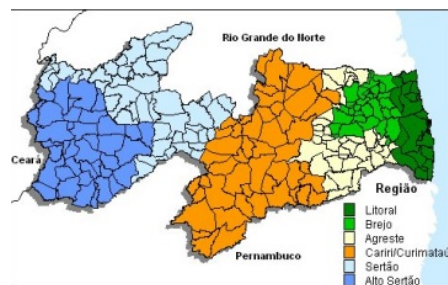 Rio Grande do Norte
Ceará
Região
Litoral
Brejo
Agreste
Cariri/Curimataú
Sertão
Alto Sertão
Pernambuco